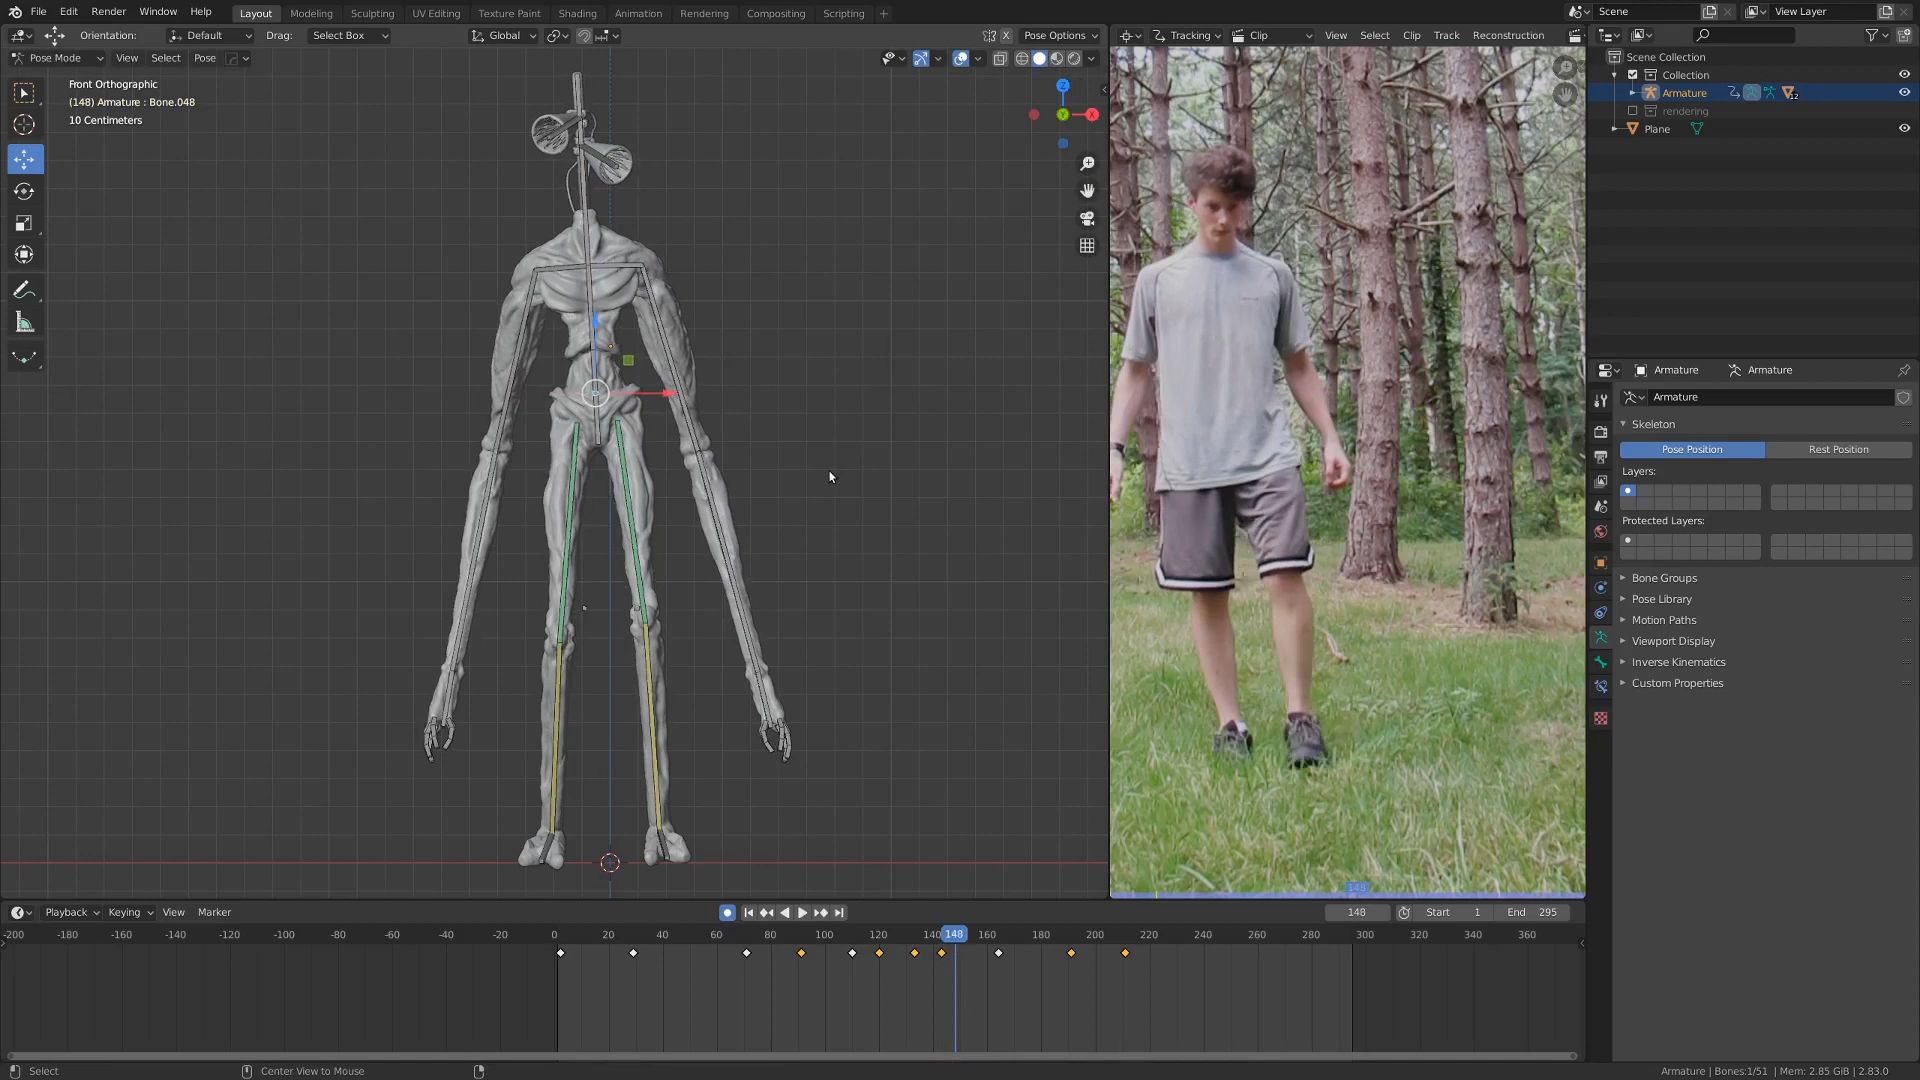 File Edit Render Window Help Layout Modeling Sculpting UV Editing Texture Paint Shading Animation Rendering Compositing Scripting + Scene View Layer
Orientation: Default Drag: Select Box Global X Pose Options Tracking Clip View Select Clip Track Reconstruction
Pose Mode View Select Pose
Front Orthographic
(148) Armature : Bone.048
10 Centimeters
Z
Y
X
Scene Collection
Collection
Armature 12
rendering
Plane
Armature Armature
Armature
Skeleton
Pose Position Rest Position
Layers:
Protected Layers:
Bone Groups
Pose Library
Motion Paths
Viewport Display
Inverse Kinematics
Custom Properties
148
Playback Keying View Marker 148 Start 1 End 295
-200 -180 -160 -140 -120 -100 -80 -60 -40 -20 0 20 40 60 80 100 120 140 148 160 180 200 220 240 260 280 300 320 340 360
Select Center View to Mouse Armature | Bones:1/51 | Mem: 2.85 GiB | 2.83.0